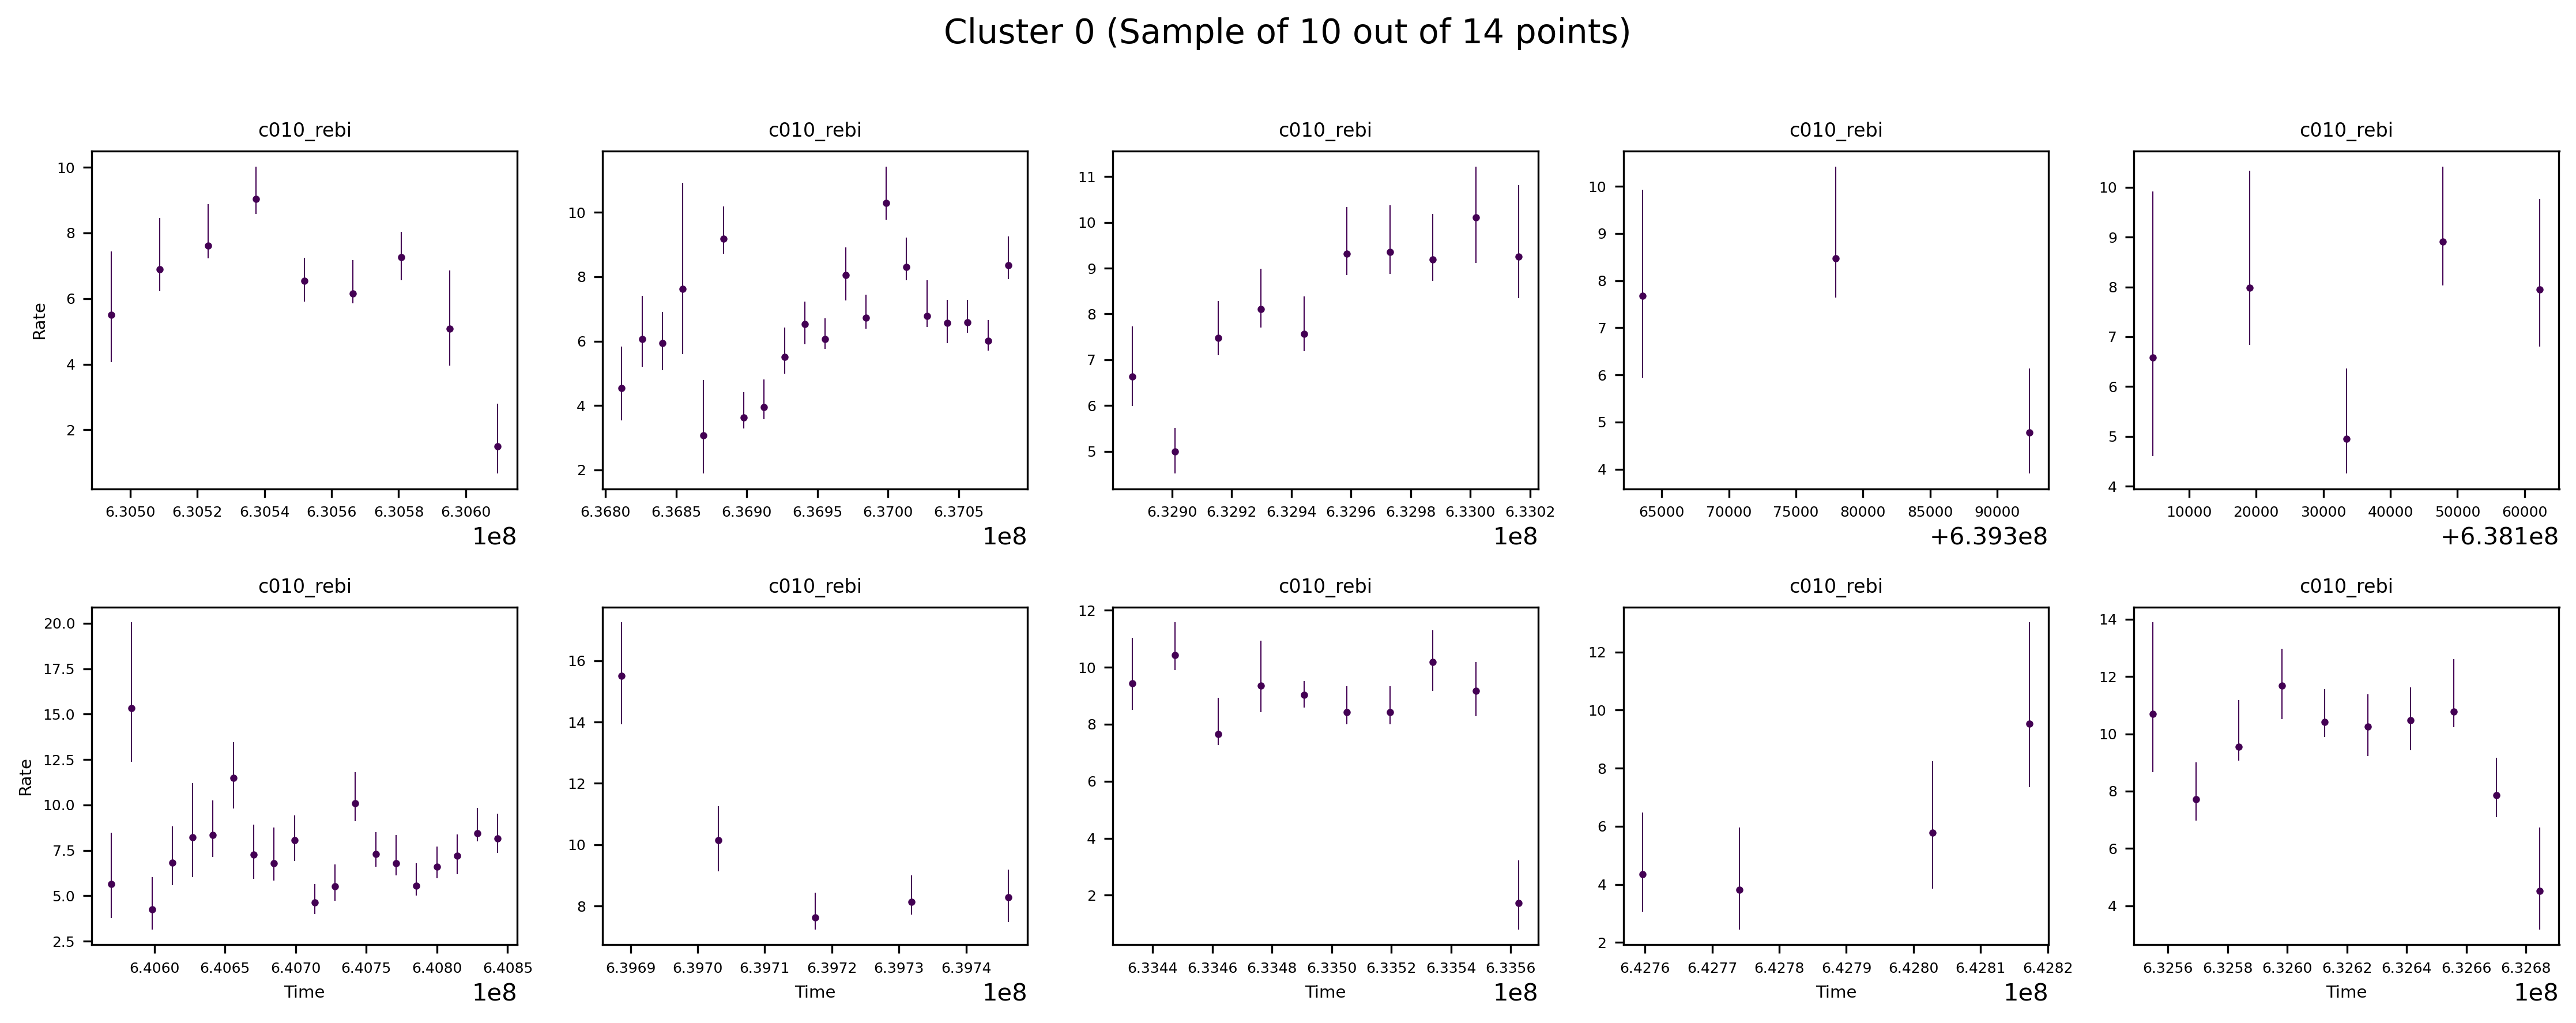 Cluster 0 (Sample of 10 out of 14 points)
c010_rebi c010_rebi c010_rebi c010_rebi c010_rebi
Rate
10
8
6
4
2
6.3050 6.3052 6.3054 6.3056 6.3058 6.3060
1e8
10
8
6
4
2
6.3680 6.3685 6.3690 6.3695 6.3700 6.3705
1e8
11
10
9
8
7
6
5
6.3290 6.3292 6.3294 6.3296 6.3298 6.3300 6.3302
1e8
10
9
8
7
6
5
4
65000 70000 75000 80000 85000 90000
+6.393e8
10
9
8
7
6
5
4
10000 20000 30000 40000 50000 60000
+6.381e8
c010_rebi c010_rebi c010_rebi c010_rebi c010_rebi
Rate
20.0
17.5
15.0
12.5
10.0
7.5
5.0
2.5
6.4060 6.4065 6.4070 6.4075 6.4080 6.4085
Time
1e8
16
14
12
10
8
6.3969 6.3970 6.3971 6.3972 6.3973 6.3974
Time
1e8
12
10
8
6
4
2
6.3344 6.3346 6.3348 6.3350 6.3352 6.3354 6.3356
Time
1e8
12
10
8
6
4
2
6.4276 6.4277 6.4278 6.4279 6.4280 6.4281 6.4282
Time
1e8
14
12
10
8
6
4
6.3256 6.3258 6.3260 6.3262 6.3264 6.3266 6.3268
Time
1e8